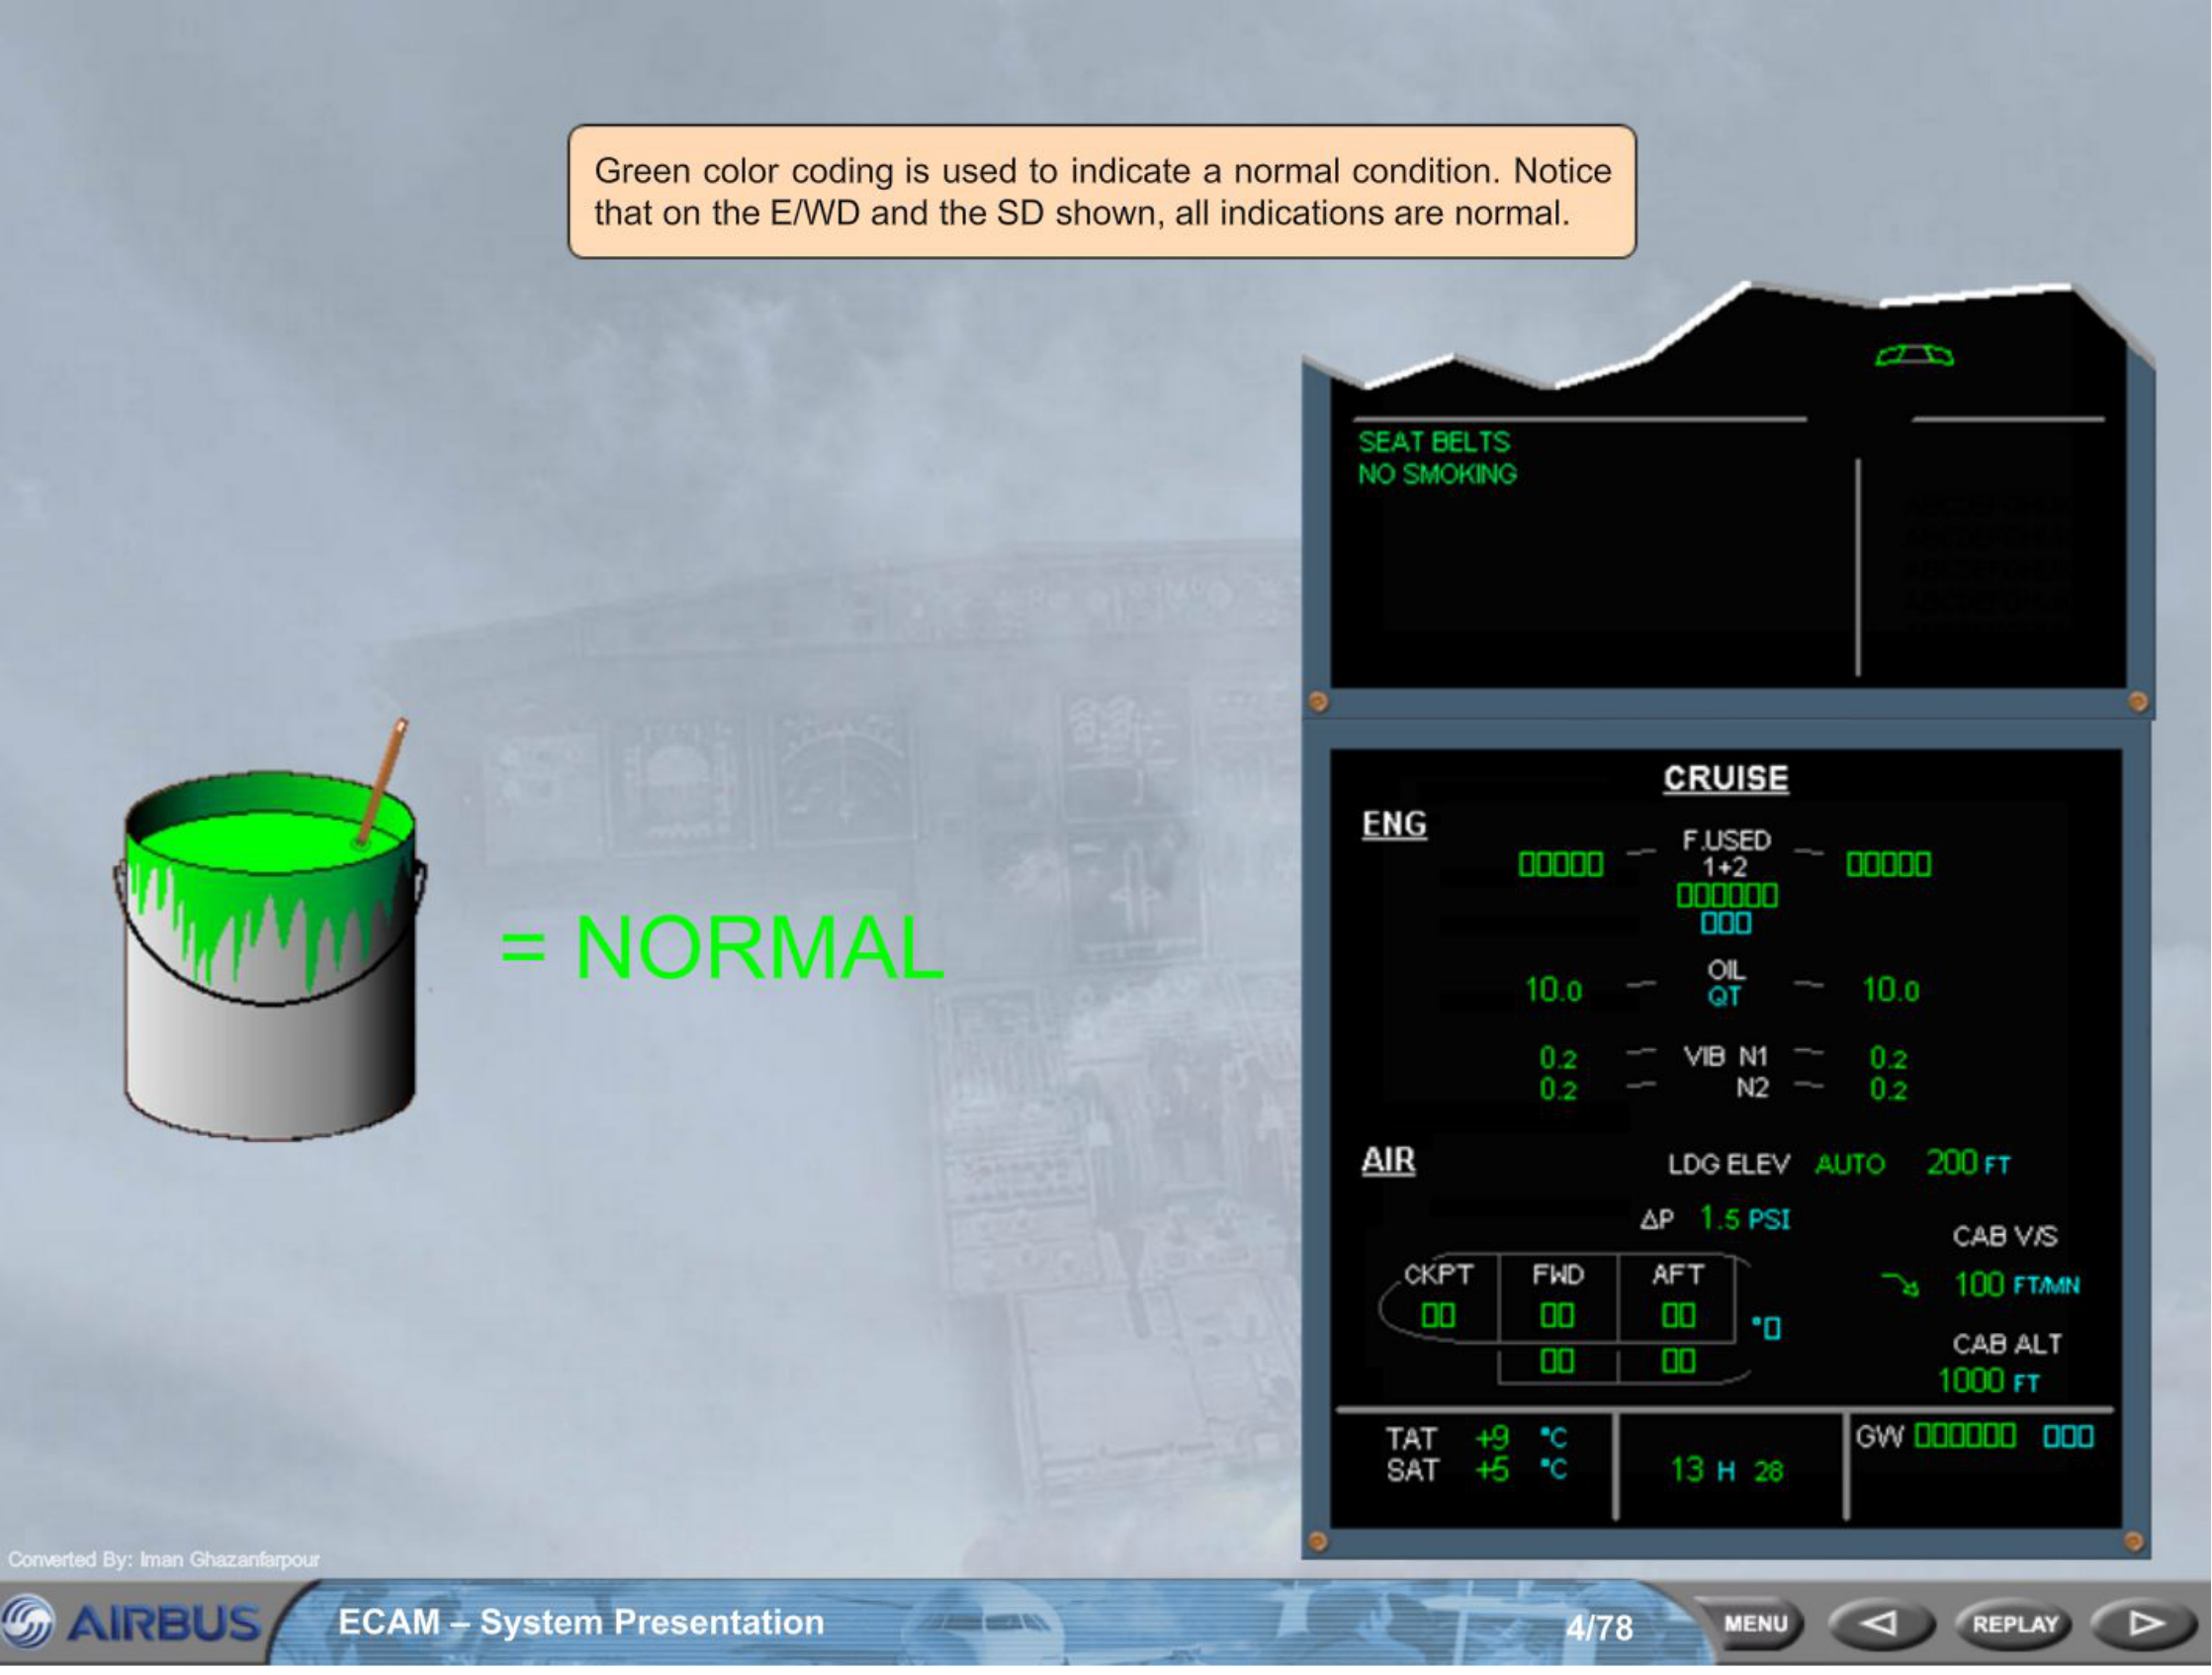 Green color coding is used to indicate a normal condition. Notice
that on the E/WD and the SD shown, all indications are normal.
SEAT BELTS
NO SMOKING
= NORMAL
CRUISE
ENG
F.USED
1+2
10.0 OIL 10.0
QT
0.2 VIB N1 0.2
0.2 N2 0.2
AIR LDG ELEV AUTO 200 FT
ΔP 1.5 PSI
CAB V/S
CKPT FWD AFT
100 FT/MN
CAB ALT
1000 FT
TAT +9 °C
SAT +5 °C
13 H 28
GW
Converted By: Iman Ghazanfarpour
AIRBUS
ECAM – System Presentation
4/78
MENU
REPLAY